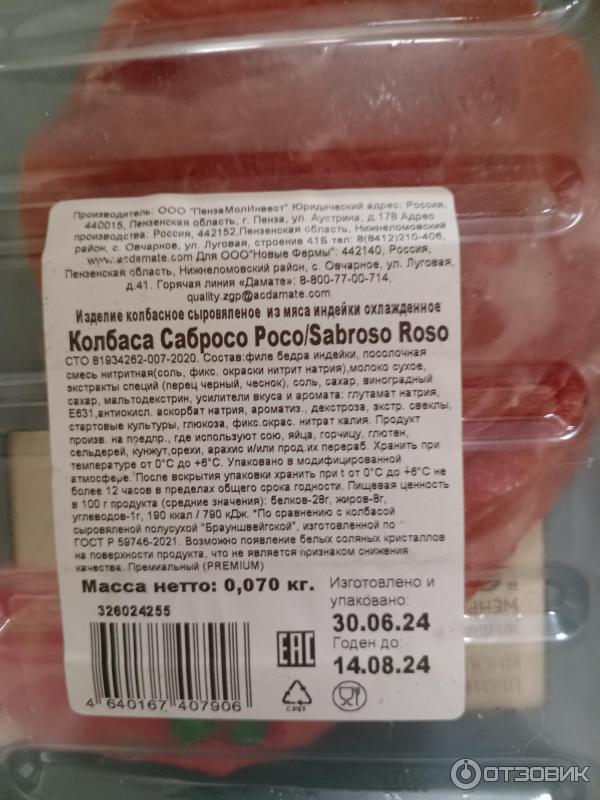 Производитель: ООО "ПензаМолИнвест" Юридический адрес: Россия,
440015, Пензенская область, г. Пенза, ул. Аустрина, д.178 Адрес
производства: Россия, 442152,Пензенская область, Нижнеломовский
район, с. Овчарное, ул. Луговая, строение 41Б тел: 8(8412)210-406,
www.acdamate.com Для ООО"Новые Фермы": 442140, Россия,
Пензенская область, Нижнеломовский район, с. Овчарное, ул. Луговая,
д.41. Горячая линия «Дамате»: 8-800-77-00-714,
quality.zgp@acdamate.com
Изделие колбасное сыровяленое из мяса индейки охлажденное
Колбаса Сабросо Росо/Sabroso Roso
СТО 81934262-007-2020. Состав:филе бедра индейки, посолочная
смесь нитритная(соль, фикс. окраски нитрит натрия),молоко сухое,
экстракты специй (перец черный, чеснок), соль, сахар, виноградный
сахар, мальтодекстрин, усилители вкуса и аромата: глутамат натрия,
Е631,антиокисл. аскорбат натрия, ароматиз., декстроза, экстр. свеклы,
стартовые культуры, глюкоза, фикс.окрас. нитрат калия. Продукт
произв. на предпр., где используют сою, яйца, горчицу, глютен,
сельдерей, кунжут,орехи, арахис и/или прод.их перераб. Хранить при
температуре от 0°С до +6°С. Упаковано в модифицированной
атмосфере. После вскрытия упаковки хранить при t от 0°С до +6°С не
более 12 часов в пределах общего срока годности. Пищевая ценность
в 100 г продукта (средние значения): белков-28г, жиров-8г,
углеводов-1г, 190 ккал / 790 кДж. *По сравнению с колбасой
сыровяленой полусухой "Брауншвейгской", изготовленной по
ГОСТ Р 59746-2021. Возможно появление белых соляных кристаллов
на поверхности продукта, что не является признаком снижения
качества. Премиальный (PREMIUM)
Масса нетто: 0,070 кг.
Изготовлено и
упаковано:
30.06.24
Годен до:
14.08.24
326024255
4 640167 407906
EAC
C-PET
В
МЕНЬ
ОТЗОВИК